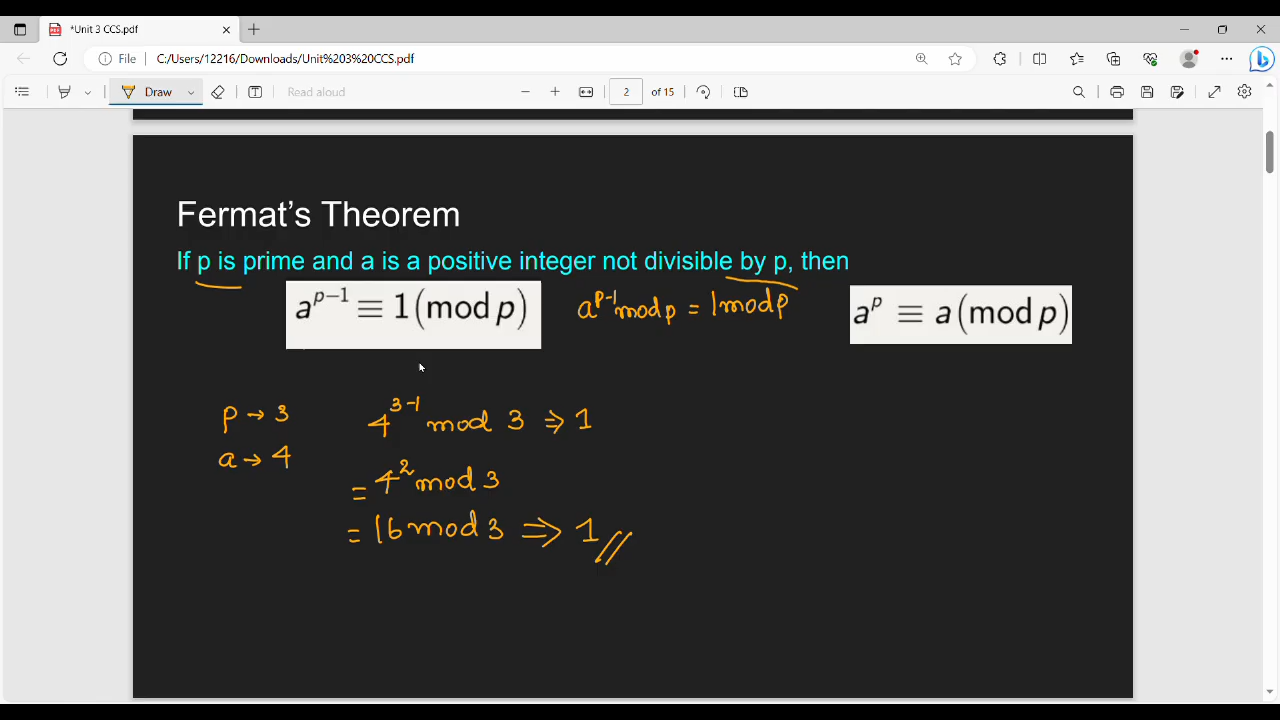 *Unit 3 CCS.pdf
File C:/Users/12216/Downloads/Unit%203%20CCS.pdf
Draw Read aloud 2 of 15
Fermat's Theorem
If p is prime and a is a positive integer not divisible by p, then
a^{p-1} ≡ 1 (mod p) a^{p-1} mod p = 1 mod p a^p ≡ a (mod p)
p → 3 4^{3-1} mod 3 ⇒ 1
a → 4
= 4^2 mod 3
= 16 mod 3 ⇒ 1 //